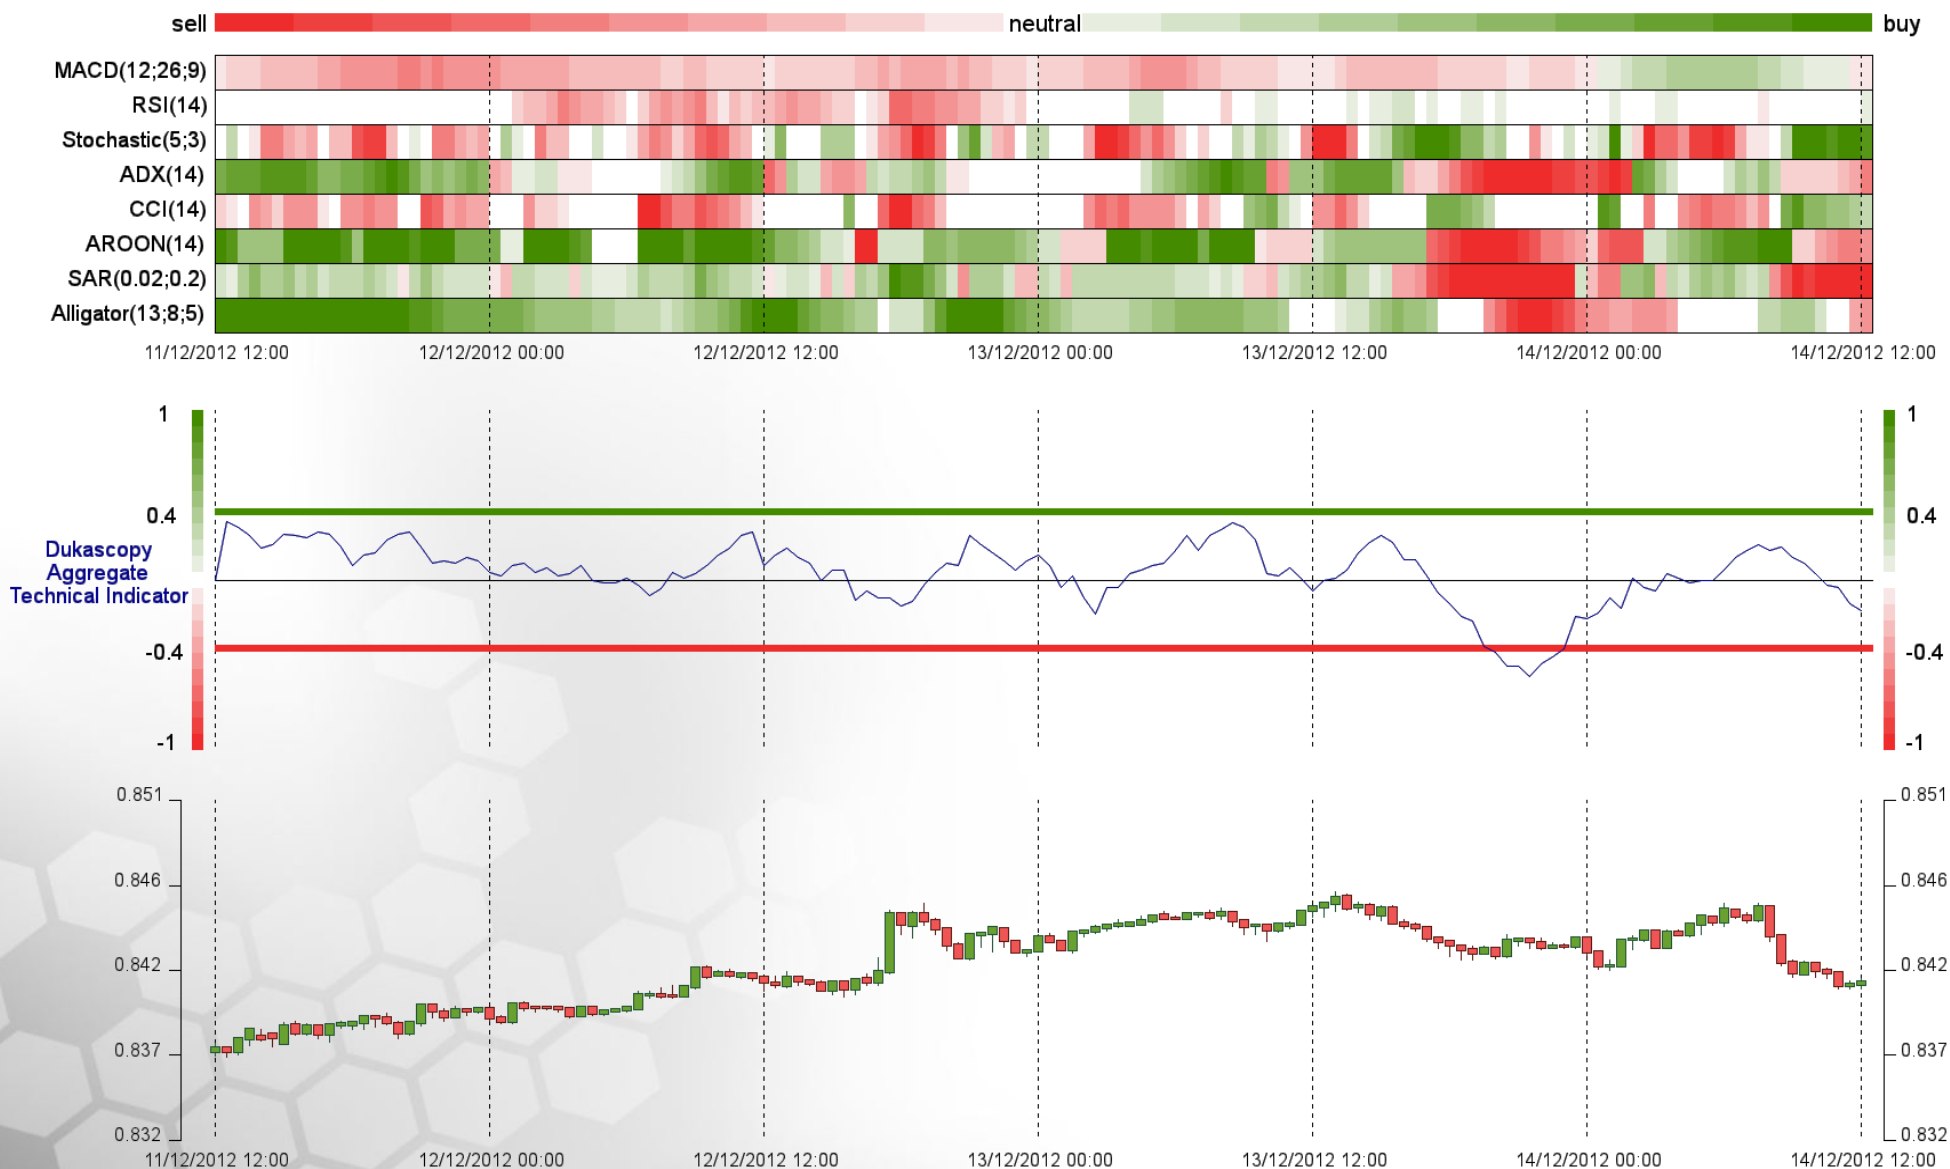 sell neutral buy
MACD(12;26;9)
RSI(14)
Stochastic(5;3)
ADX(14)
CCI(14)
AROON(14)
SAR(0.02;0.2)
Alligator(13;8;5)
11/12/2012 12:00 12/12/2012 00:00 12/12/2012 12:00 13/12/2012 00:00 13/12/2012 12:00 14/12/2012 00:00 14/12/2012 12:00
1 1
0.4 0.4
Dukascopy
Aggregate
Technical Indicator
-0.4 -0.4
-1 -1
0.851 0.851
0.846 0.846
0.842 0.842
0.837 0.837
0.832 0.832
11/12/2012 12:00 12/12/2012 00:00 12/12/2012 12:00 13/12/2012 00:00 13/12/2012 12:00 14/12/2012 00:00 14/12/2012 12:00